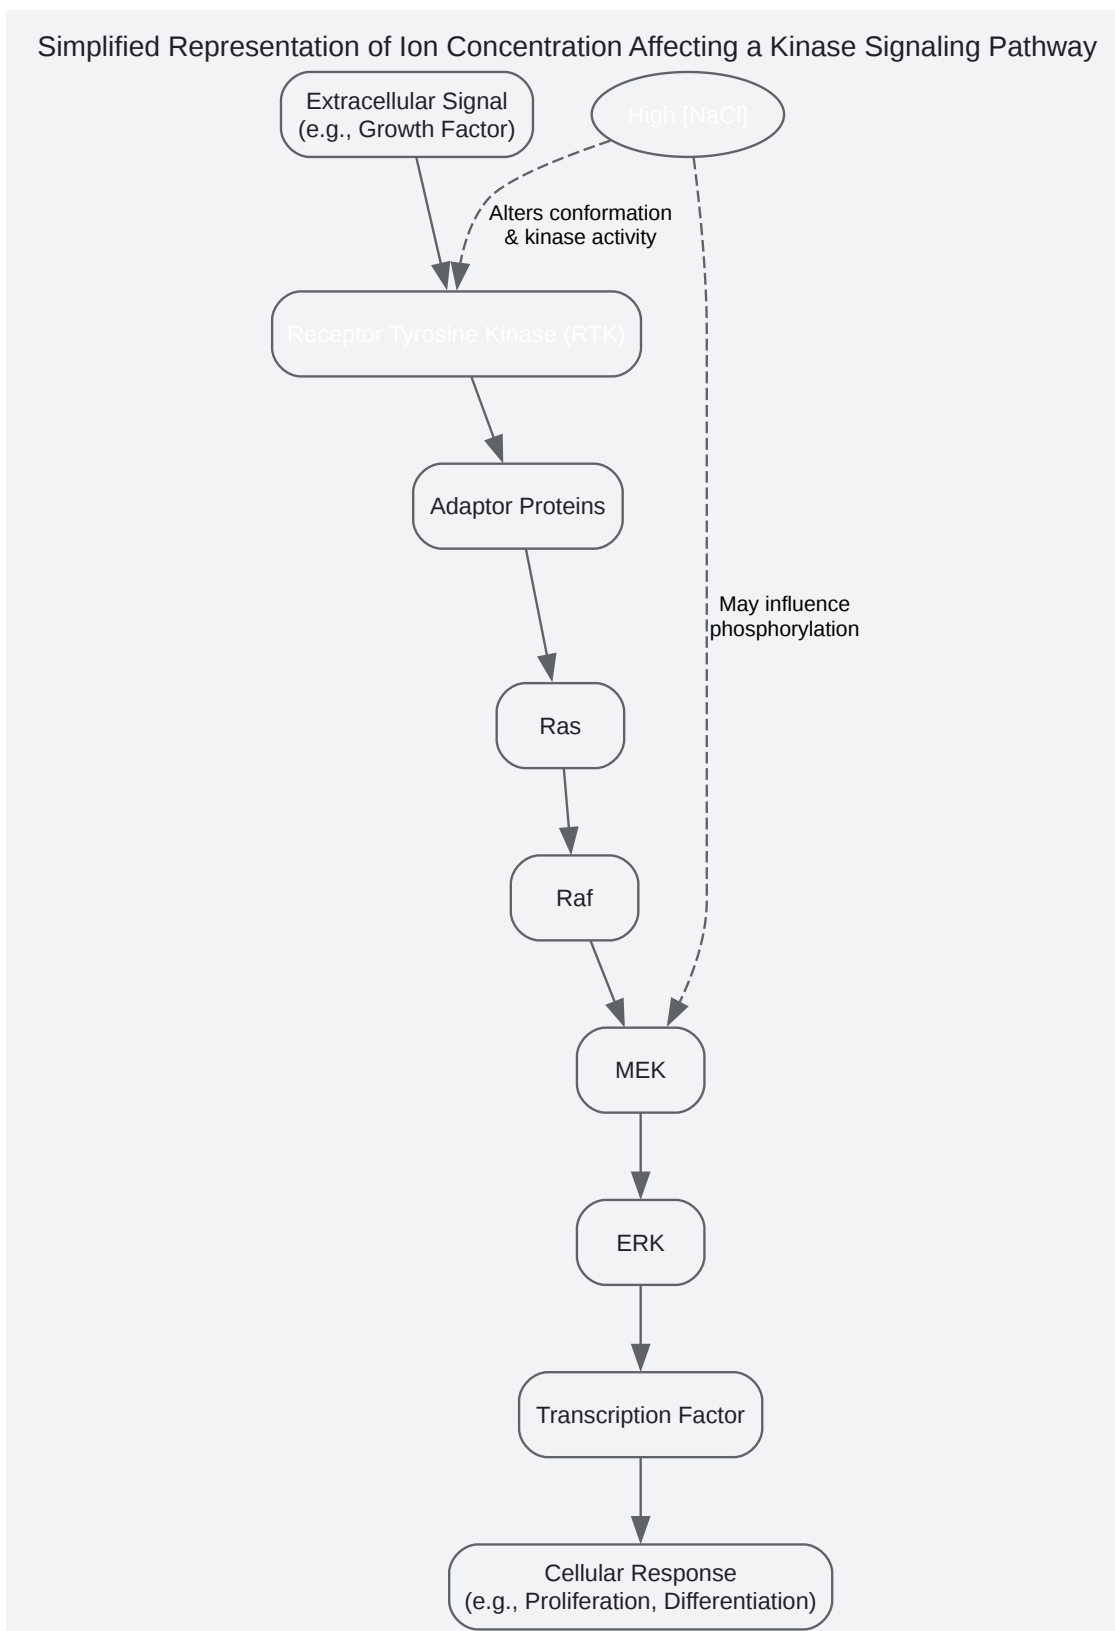 Simplified Representation of Ion Concentration Affecting a Kinase Signaling Pathway
Extracellular Signal
(e.g., Growth Factor)
High [NaCl]
Alters conformation
& kinase activity
Receptor Tyrosine Kinase (RTK)
Adaptor Proteins
May influence
phosphorylation
Ras
Raf
MEK
ERK
Transcription Factor
Cellular Response
(e.g., Proliferation, Differentiation)